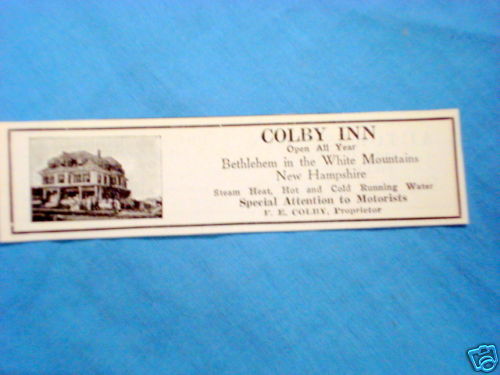 COLBY INN
Open All Year
Bethlehem in the White Mountains
New Hampshire
Steam Heat, Hot and Cold Running Water
Special Attention to Motorists
F. E. COLBY, Proprietor